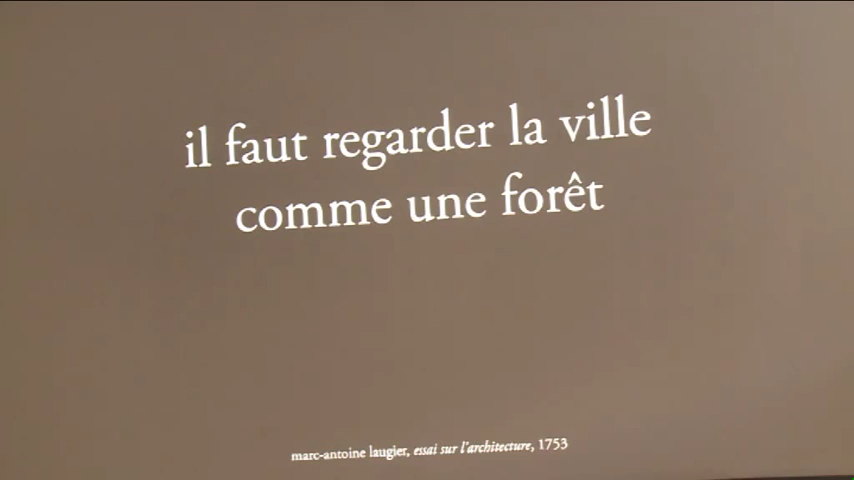 il faut regarder la ville
comme une forêt
marc-antoine laugier, essai sur l'architecture, 1753